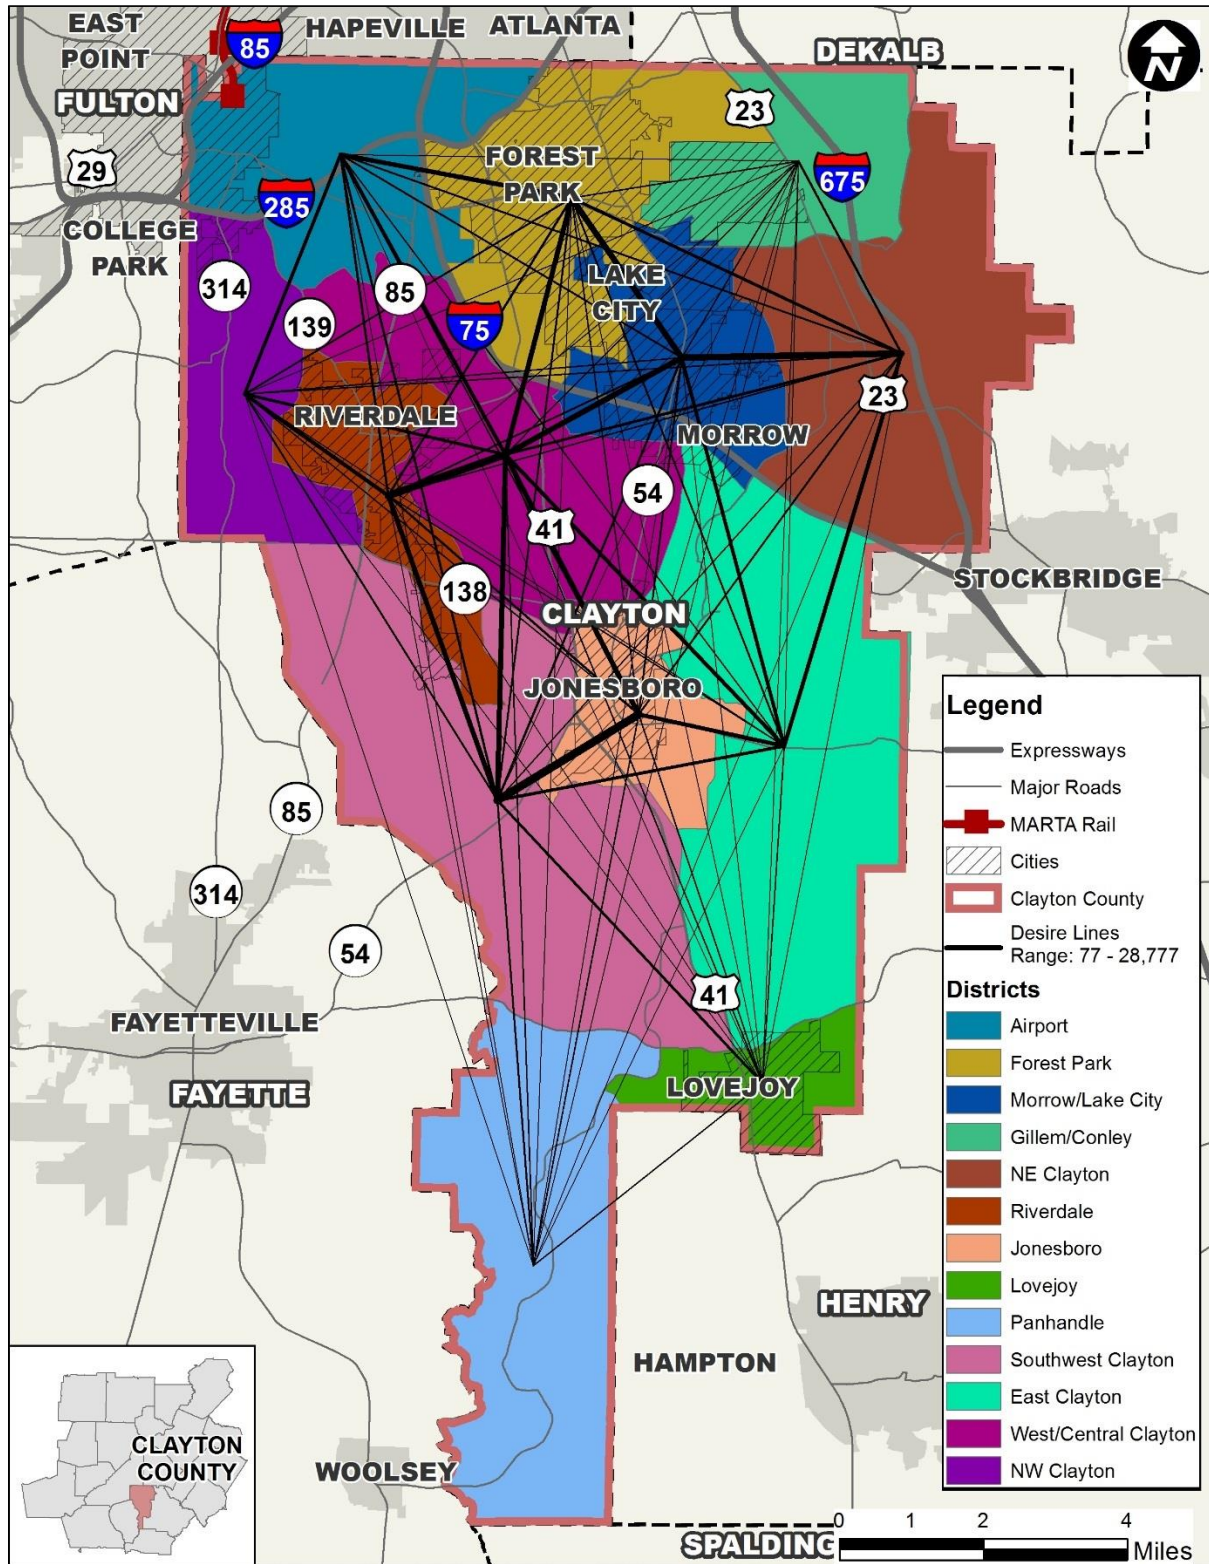 EAST
POINT
85
HAPEVILLE
ATLANTA
DEKALB
N
FULTON
29
23
FOREST
PARK
675
285
COLLEGE
PARK
314
139
85
75
LAKE
CITY
23
RIVERDALE
MORROW
54
41
STOCKBRIDGE
138
CLAYTON
JONESBORO
85
314
54
41
FAYETTEVILLE
FAYETTE
LOVEJOY
HENRY
HAMPTON
WOOLSEY
SPALDING
Legend
Expressways
Major Roads
MARTA Rail
Cities
Clayton County
Desire Lines
Range: 77 - 28,777
Districts
Airport
Forest Park
Morrow/Lake City
Gillem/Conley
NE Clayton
Riverdale
Jonesboro
Lovejoy
Panhandle
Southwest Clayton
East Clayton
West/Central Clayton
NW Clayton
CLAYTON
COUNTY
0 1 2 4
Miles